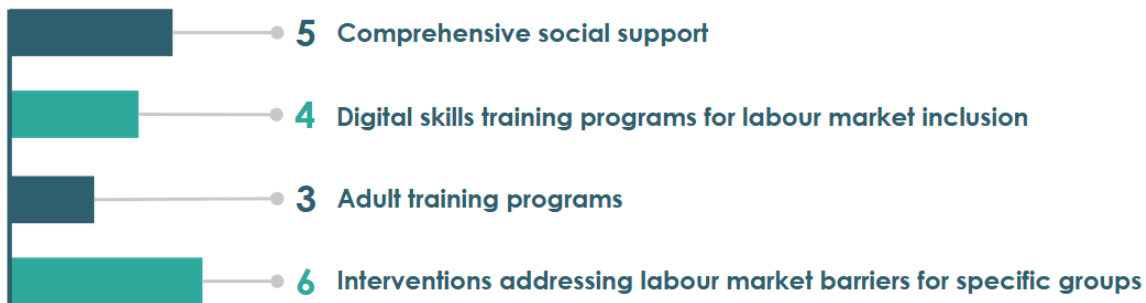 5 Comprehensive social support
4 Digital skills training programs for labour market inclusion
3 Adult training programs
6 Interventions addressing labour market barriers for specific groups